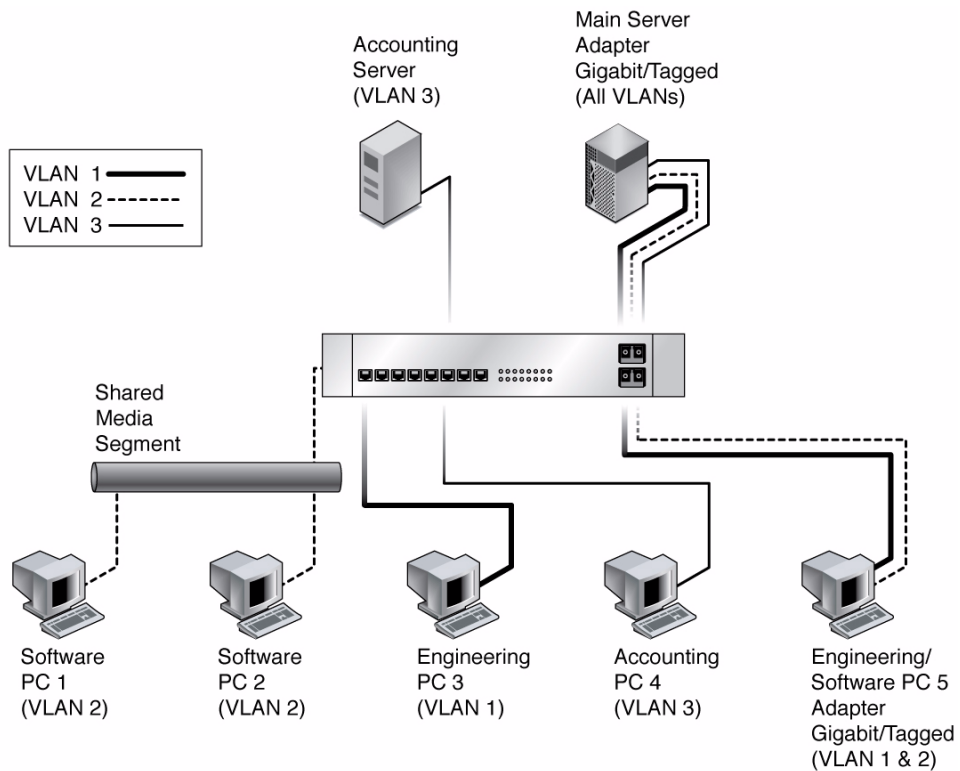 Accounting
Server
(VLAN 3)
Main Server
Adapter
Gigabit/Tagged
(All VLANs)
VLAN 1
VLAN 2
VLAN 3
Shared
Media
Segment
Software
PC 1
(VLAN 2)
Software
PC 2
(VLAN 2)
Engineering
PC 3
(VLAN 1)
Accounting
PC 4
(VLAN 3)
Engineering/
Software PC 5
Adapter
Gigabit/Tagged
(VLAN 1 & 2)